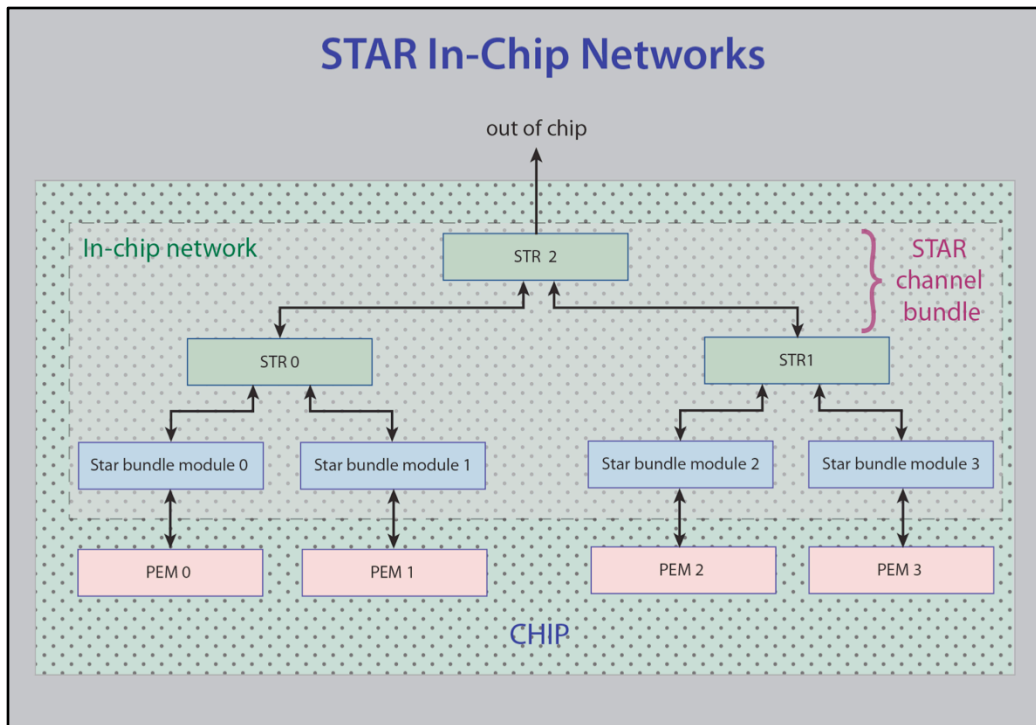 STAR In-Chip Networks
out of chip
In-chip network
STR 2
STAR
channel
bundle
STR 0
STR1
Star bundle module 0
Star bundle module 1
Star bundle module 2
Star bundle module 3
PEM 0
PEM 1
PEM 2
PEM 3
CHIP